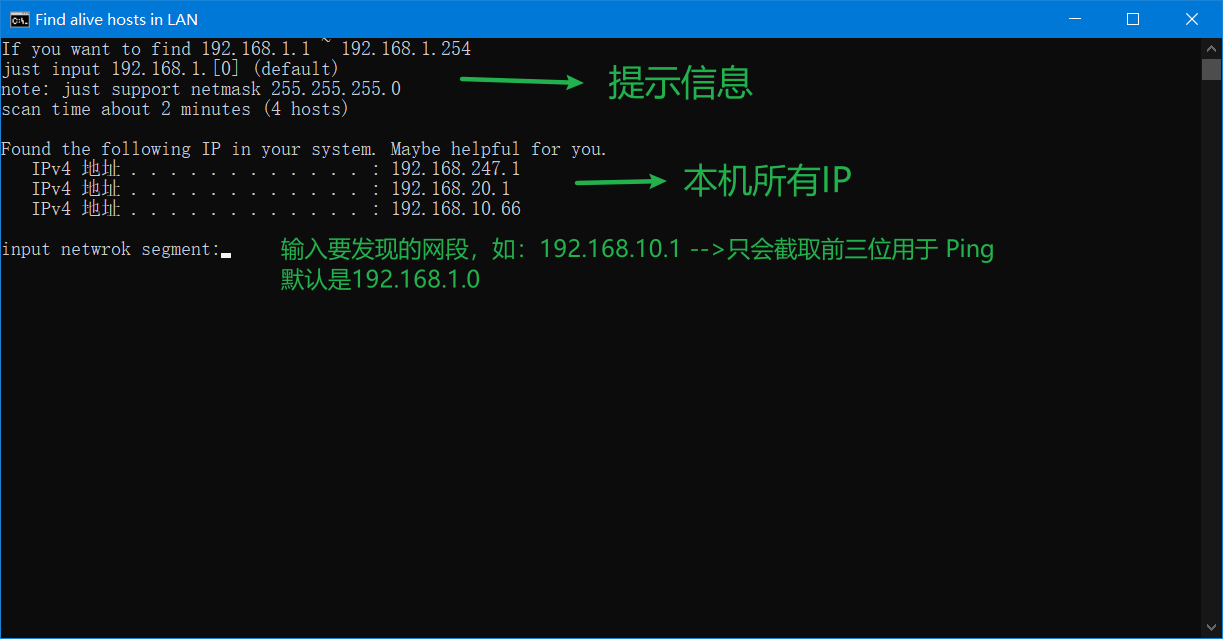 Find alive hosts in LAN
If you want to find 192.168.1.1 ~ 192.168.1.254
just input 192.168.1.[0] (default)
note: just support netmask 255.255.255.0
scan time about 2 minutes (4 hosts)
提示信息
Found the following IP in your system. Maybe helpful for you.
IPv4 地址 . . . . . . . . . . . . : 192.168.247.1
IPv4 地址 . . . . . . . . . . . . : 192.168.20.1
IPv4 地址 . . . . . . . . . . . . : 192.168.10.66
本机所有IP
input netwrok segment:
输入要发现的网段，如：192.168.10.1 -->只会截取前三位用于 Ping
默认是192.168.1.0